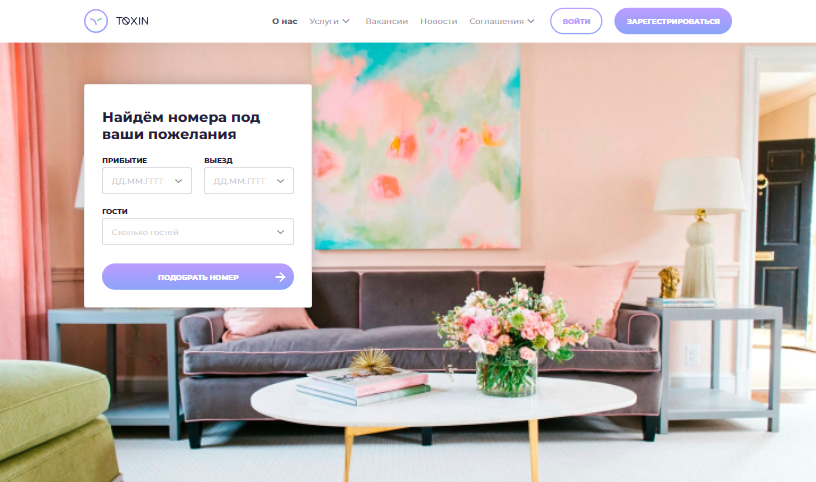 TOXIN
О нас Услуги Вакансии Новости Соглашения ВОЙТИ ЗАРЕГЕСТРИРОВАТЬСЯ
Найдём номера под
ваши пожелания
ПРИБЫТИЕ ВЫЕЗД
ДД.ММ.ГГГГ ДД.ММ.ГГГГ
ГОСТИ
Сколько гостей
ПОДОБРАТЬ НОМЕР